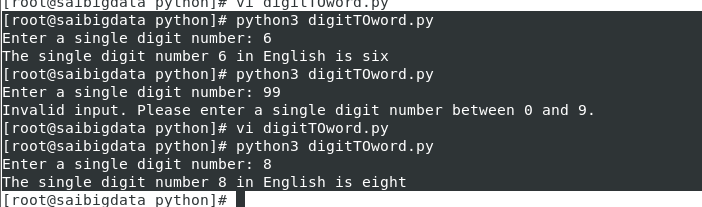 [root@saibigdata python]# vi digitTOword.py
[root@saibigdata python]# python3 digitTOword.py
Enter a single digit number: 6
The single digit number 6 in English is six
[root@saibigdata python]# python3 digitTOword.py
Enter a single digit number: 99
Invalid input. Please enter a single digit number between 0 and 9.
[root@saibigdata python]# vi digitTOword.py
[root@saibigdata python]# python3 digitTOword.py
Enter a single digit number: 8
The single digit number 8 in English is eight
[root@saibigdata python]#